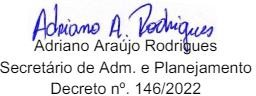 Adriano A. Rodrigues
Adriano Araújo Rodrigues
Secretário de Adm. e Planejamento
Decreto nº. 146/2022